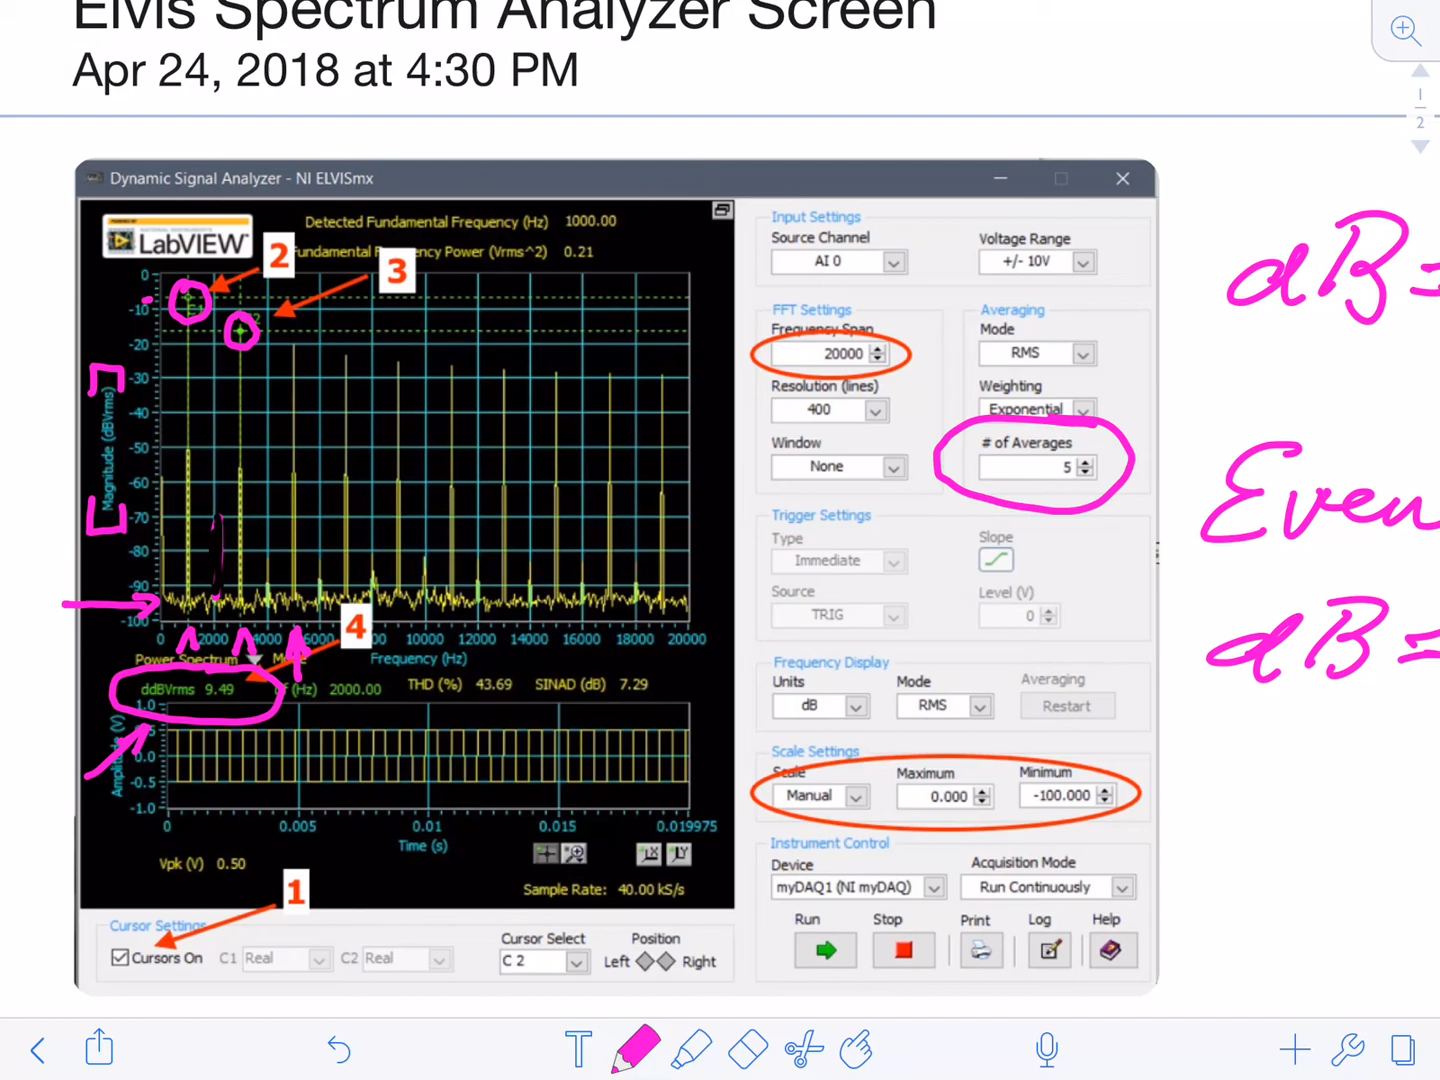 Elvis Spectrum Analyzer Screen
Apr 24, 2018 at 4:30 PM
1
2
Dynamic Signal Analyzer - NI ELVISmx
LabVIEW
Detected Fundamental Frequency (Hz) 1000.00
undamental Frequency Power (Vrms^2) 0.21
2
3
C1
2
Magnitude (dBVrms)
0
-10
-20
-30
-40
-50
-60
-70
-80
-90
-100
0 2000 4000 6000 8000 10000 12000 14000 16000 18000 20000
4
Power Spectrum
Frequency (Hz)
ddBVrms 9.49
f (Hz) 2000.00
THD (%) 43.69
SINAD (dB) 7.29
Amplitude (V)
1.0
0.5
0.0
-0.5
-1.0
0 0.005 0.01 0.015 0.019975
Time (s)
Vpk (V) 0.50
Sample Rate: 40.00 kS/s
1
Cursor Settings
Cursors On
C1 Real
C2 Real
Cursor Select
C 2
Position
Left
Right
Input Settings
Source Channel
AI 0
Voltage Range
+/- 10V
FFT Settings
Frequency Span
20000
Resolution (lines)
400
Window
None
Averaging
Mode
RMS
Weighting
Exponential
# of Averages
5
Trigger Settings
Type
Immediate
Slope
Source
TRIG
Level (V)
0
Frequency Display
Units
dB
Mode
RMS
Averaging
Restart
Scale Settings
Scale
Manual
Maximum
0.000
Minimum
-100.000
Instrument Control
Device
myDAQ1 (NI myDAQ)
Acquisition Mode
Run Continuously
Run
Stop
Print
Log
Help
dB=
Even
dB=
T